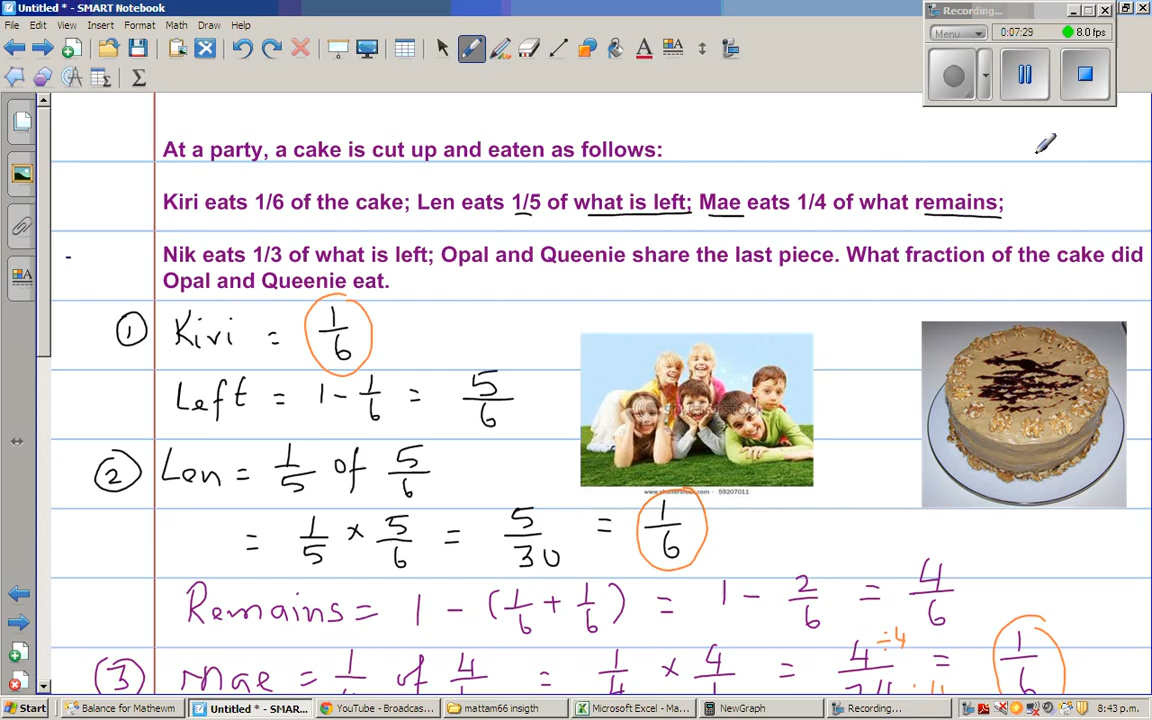 Untitled * - SMART Notebook
Recording...
File Edit View Insert Format Math Draw Help
Menu 0:07:29 8.0 fps
At a party, a cake is cut up and eaten as follows:
Kiri eats 1/6 of the cake; Len eats 1/5 of what is left; Mae eats 1/4 of what remains;
Nik eats 1/3 of what is left; Opal and Queenie share the last piece. What fraction of the cake did
Opal and Queenie eat.
① Kiri = 1/6
Left = 1 - 1/6 = 5/6
② Len = 1/5 of 5/6
www.shutterstock.com · 59207011
= 1/5 × 5/6 = 5/30 = 1/6
Remains = 1 - (1/6 + 1/6) = 1 - 2/6 = 4/6
÷4
(3) Mae = 1/4 of 4/6 = 1/4 × 4/6 = 4/24 = 1/6
Start Balance for Mathewm Untitled * - SMAR... YouTube - Broadcas... mattam66 insigth Microsoft Excel - Ma... NewGraph Recording... 8:43 p.m.